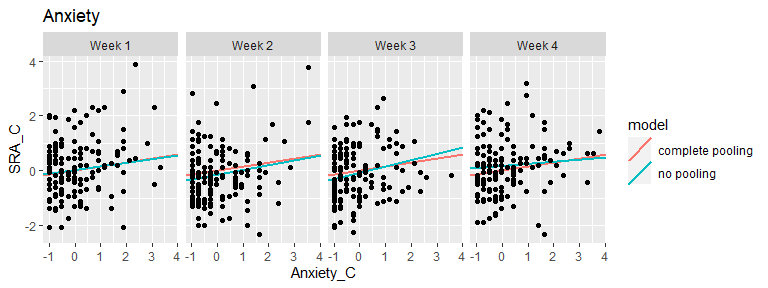 Anxiety
Week 1 Week 2 Week 3 Week 4
4
2
0
-2
SRA_C
-1 0 1 2 3 4 -1 0 1 2 3 4 -1 0 1 2 3 4 -1 0 1 2 3 4
Anxiety_C
model
complete pooling
no pooling